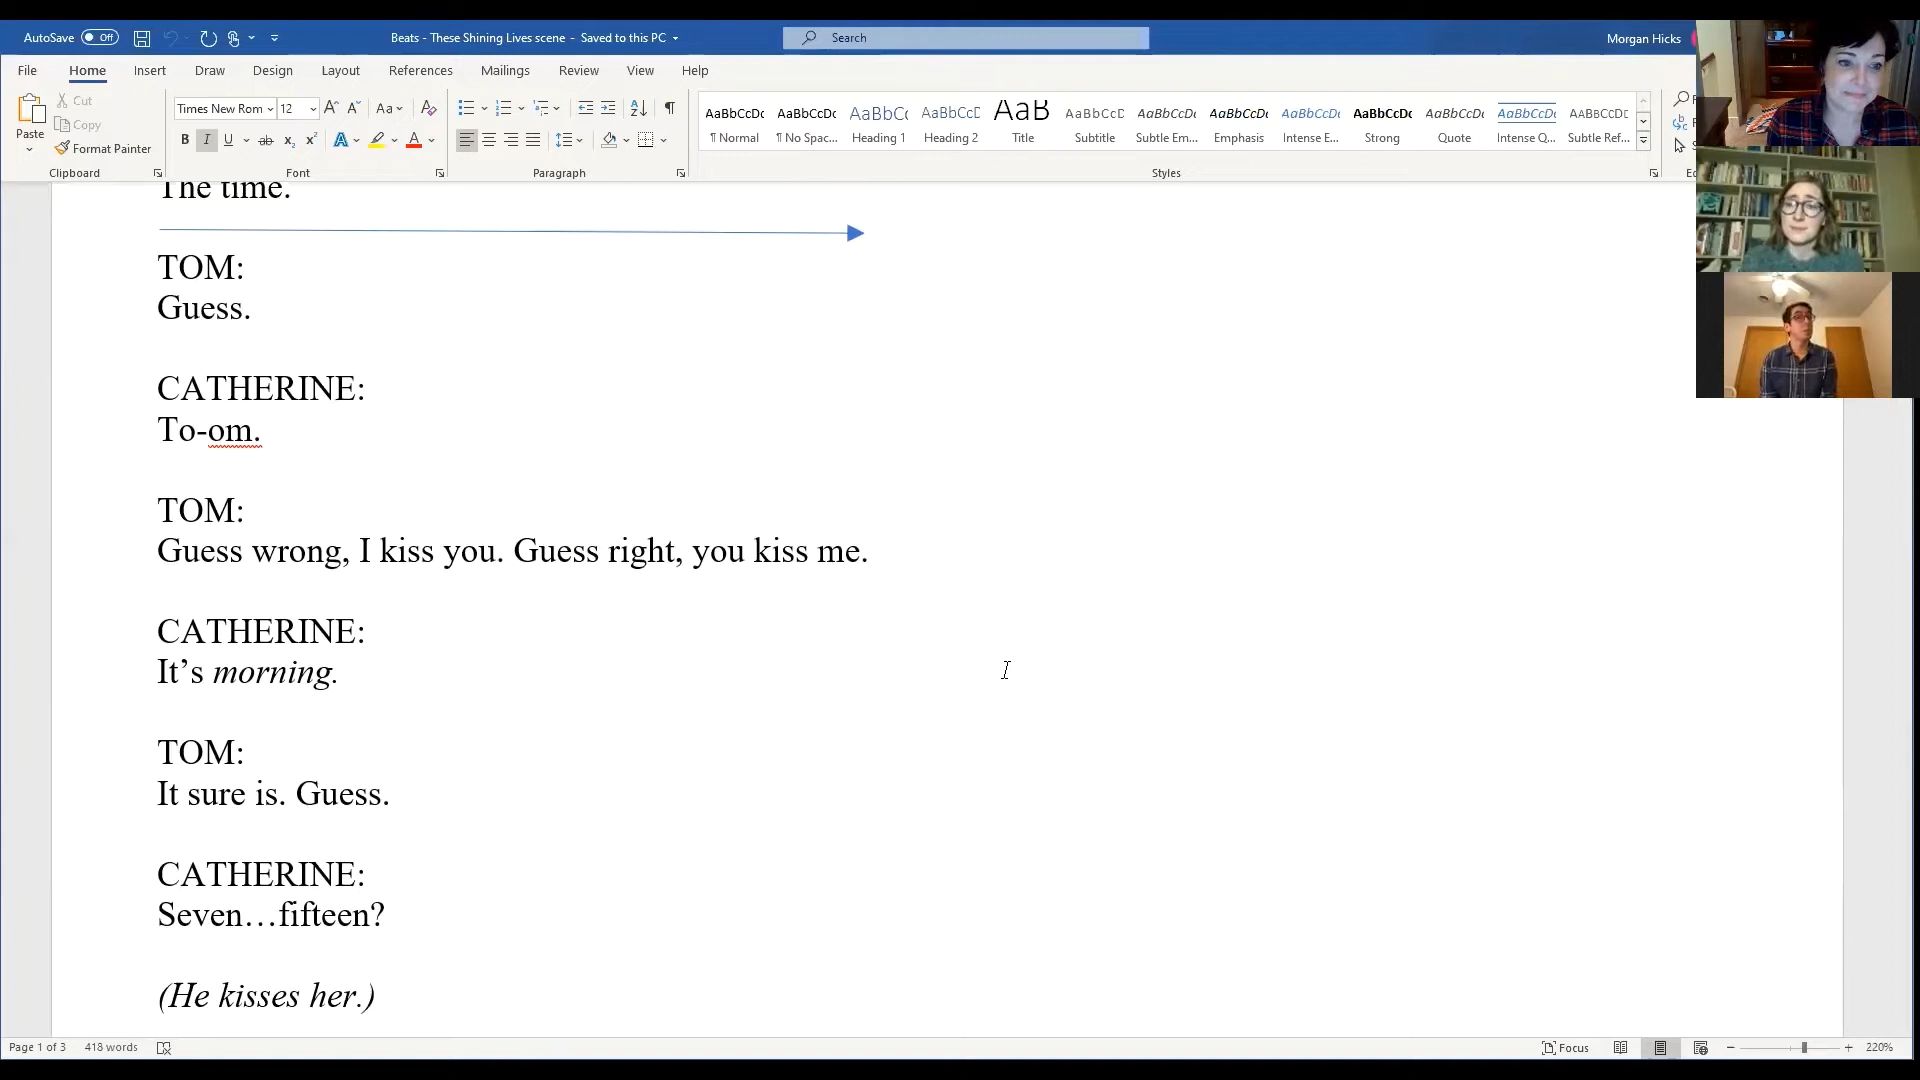 AutoSave Off Beats - These Shining Lives scene - Saved to this PC Search Morgan Hicks
File Home Insert Draw Design Layout References Mailings Review View Help
Paste
Cut
Copy
Format Painter
Clipboard
Times New Rom 12
Font
Paragraph
AaBbCcDc AaBbCcDc AaBbCc AaBbCcD AaB AaBbCcD AaBbCcDc AaBbCcDc AaBbCcDc AaBbCcDc AaBbCcDc AaBbCcDc AaBbCcDc
¶ Normal ¶ No Spac... Heading 1 Heading 2 Title Subtitle Subtle Em... Emphasis Intense E... Strong Quote Intense Q... Subtle Ref...
Styles
The time.
TOM:
Guess.
CATHERINE:
To-om.
TOM:
Guess wrong, I kiss you. Guess right, you kiss me.
CATHERINE:
It’s morning.
TOM:
It sure is. Guess.
CATHERINE:
Seven…fifteen?
(He kisses her.)
Page 1 of 3 418 words Focus 220%